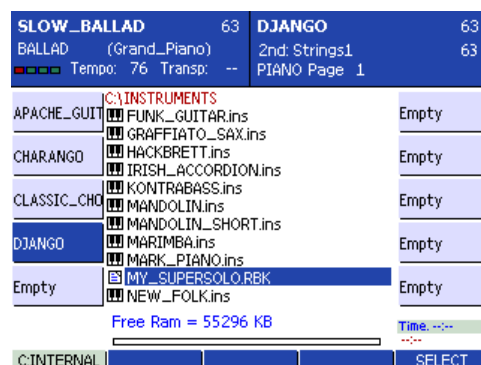 SLOW_BALLAD 63 DJANGO 63
BALLAD (Grand_Piano) 2nd: Strings1 63
Tempo: 76 Transp: -- PIANO Page 1
C:\INSTRUMENTS
APACHE_GUIT FUNK_GUITAR.ins Empty
GRAFFIATO_SAX.ins
CHARANGO HACKBRETT.ins Empty
IRISH_ACCORDION.ins
CLASSIC_CHO KONTRABASS.ins Empty
MANDOLIN.ins
MANDOLIN_SHORT.ins
DJANGO MARIMBA.ins Empty
MARK_PIANO.ins
Empty MY_SUPERSOLO.RBK Empty
NEW_FOLK.ins
Free Ram = 55296 KB
Time. --:--
--:--
C:INTERNAL SELECT